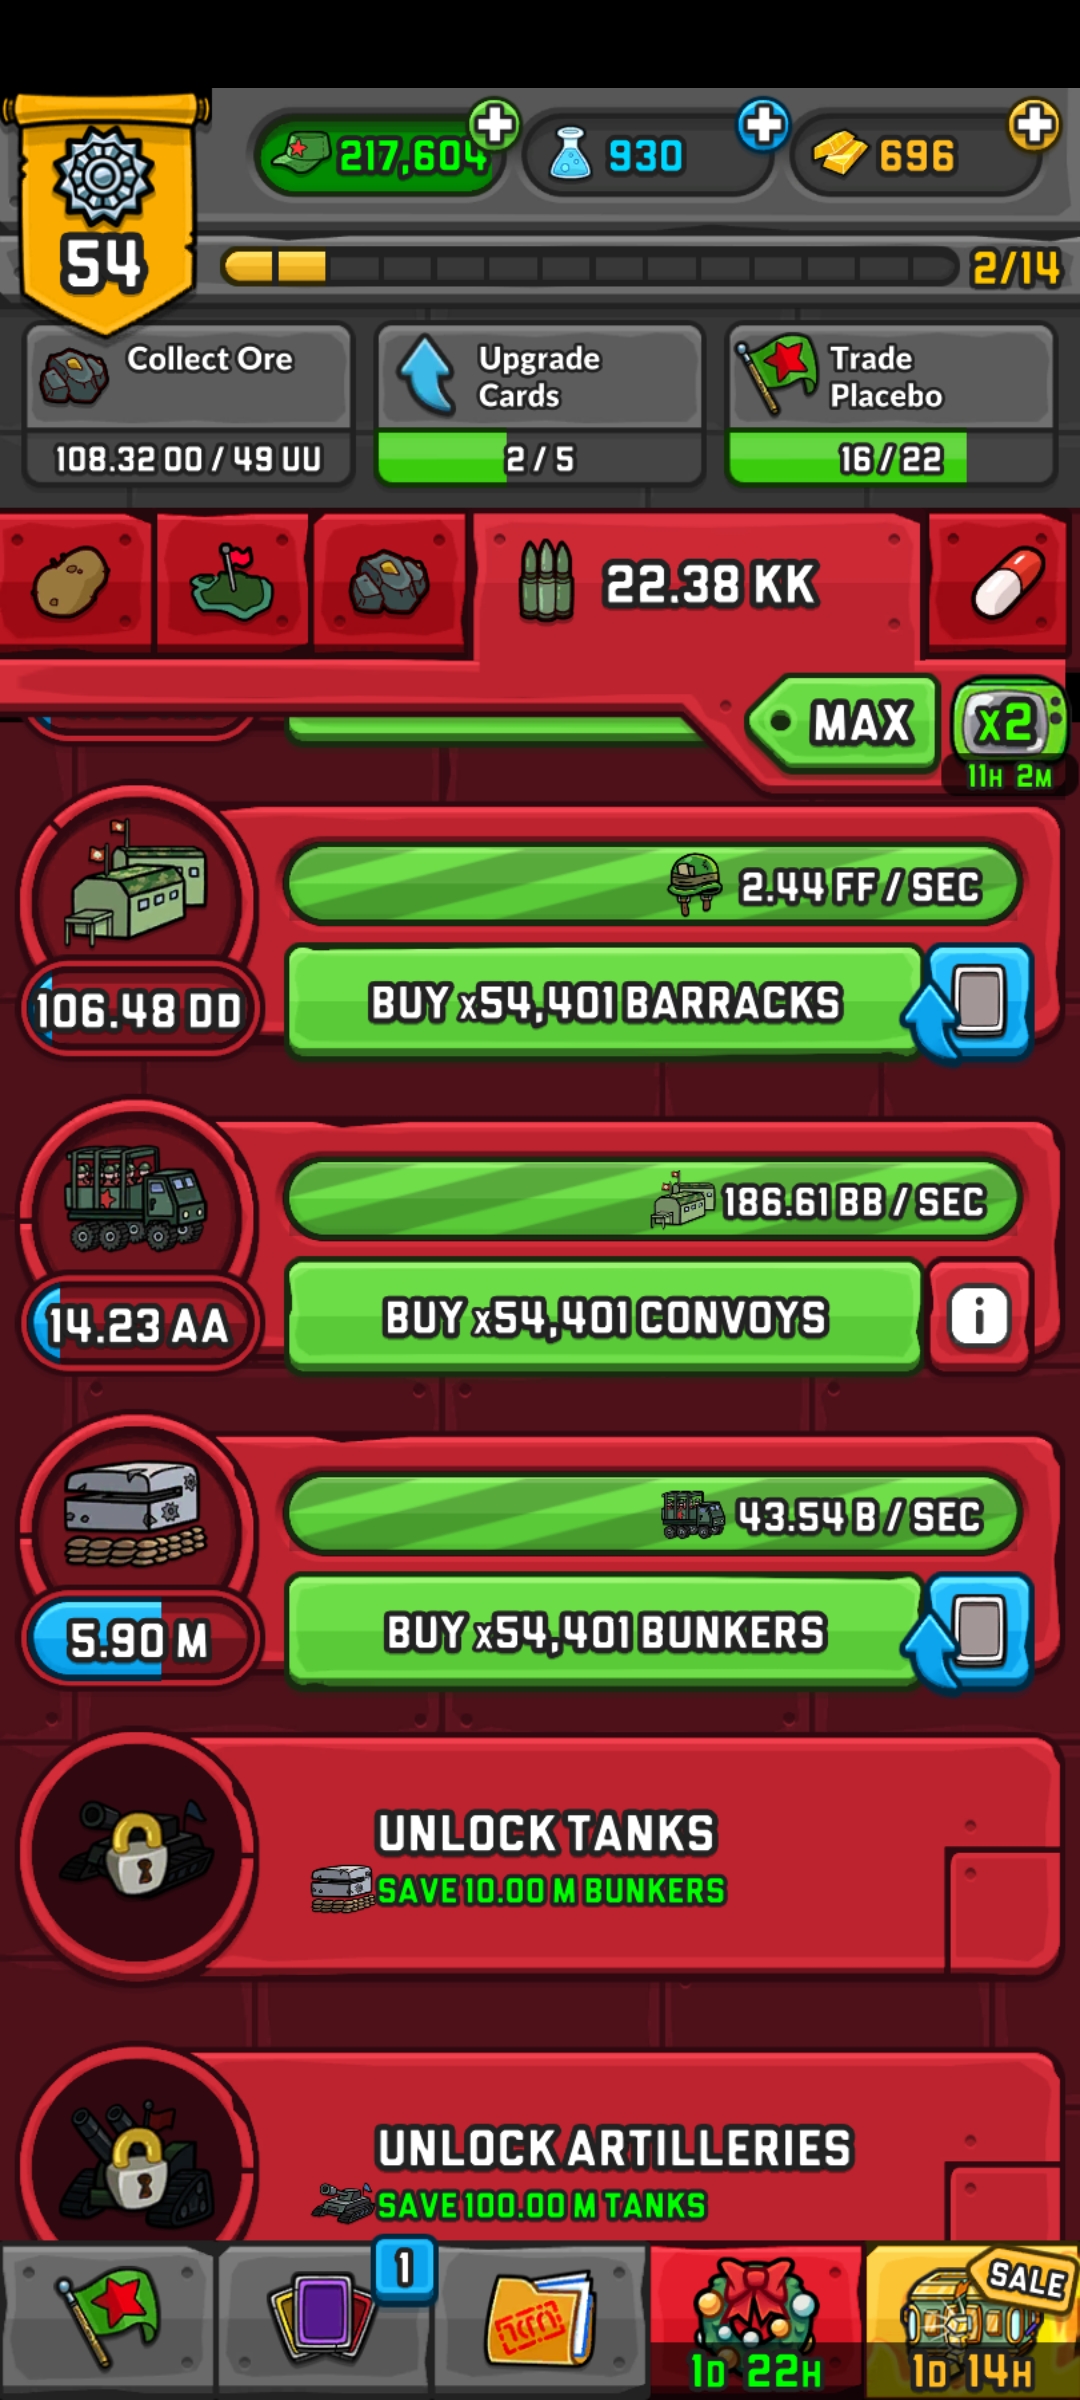 217,604
930
696
54
2/14
Collect Ore
108.32 OO / 49 UU
Upgrade
Cards
2 / 5
Trade
Placebo
16 / 22
22.38 KK
MAX
x2
11H 2M
2.44 FF / SEC
106.48 DD
BUY x54,401 BARRACKS
186.61 BB / SEC
14.23 AA
BUY x54,401 CONVOYS
i
43.54 B / SEC
5.90 M
BUY x54,401 BUNKERS
UNLOCK TANKS
SAVE 10.00 M BUNKERS
UNLOCK ARTILLERIES
SAVE 100.00 M TANKS
1
SALE
1D 22H
1D 14H